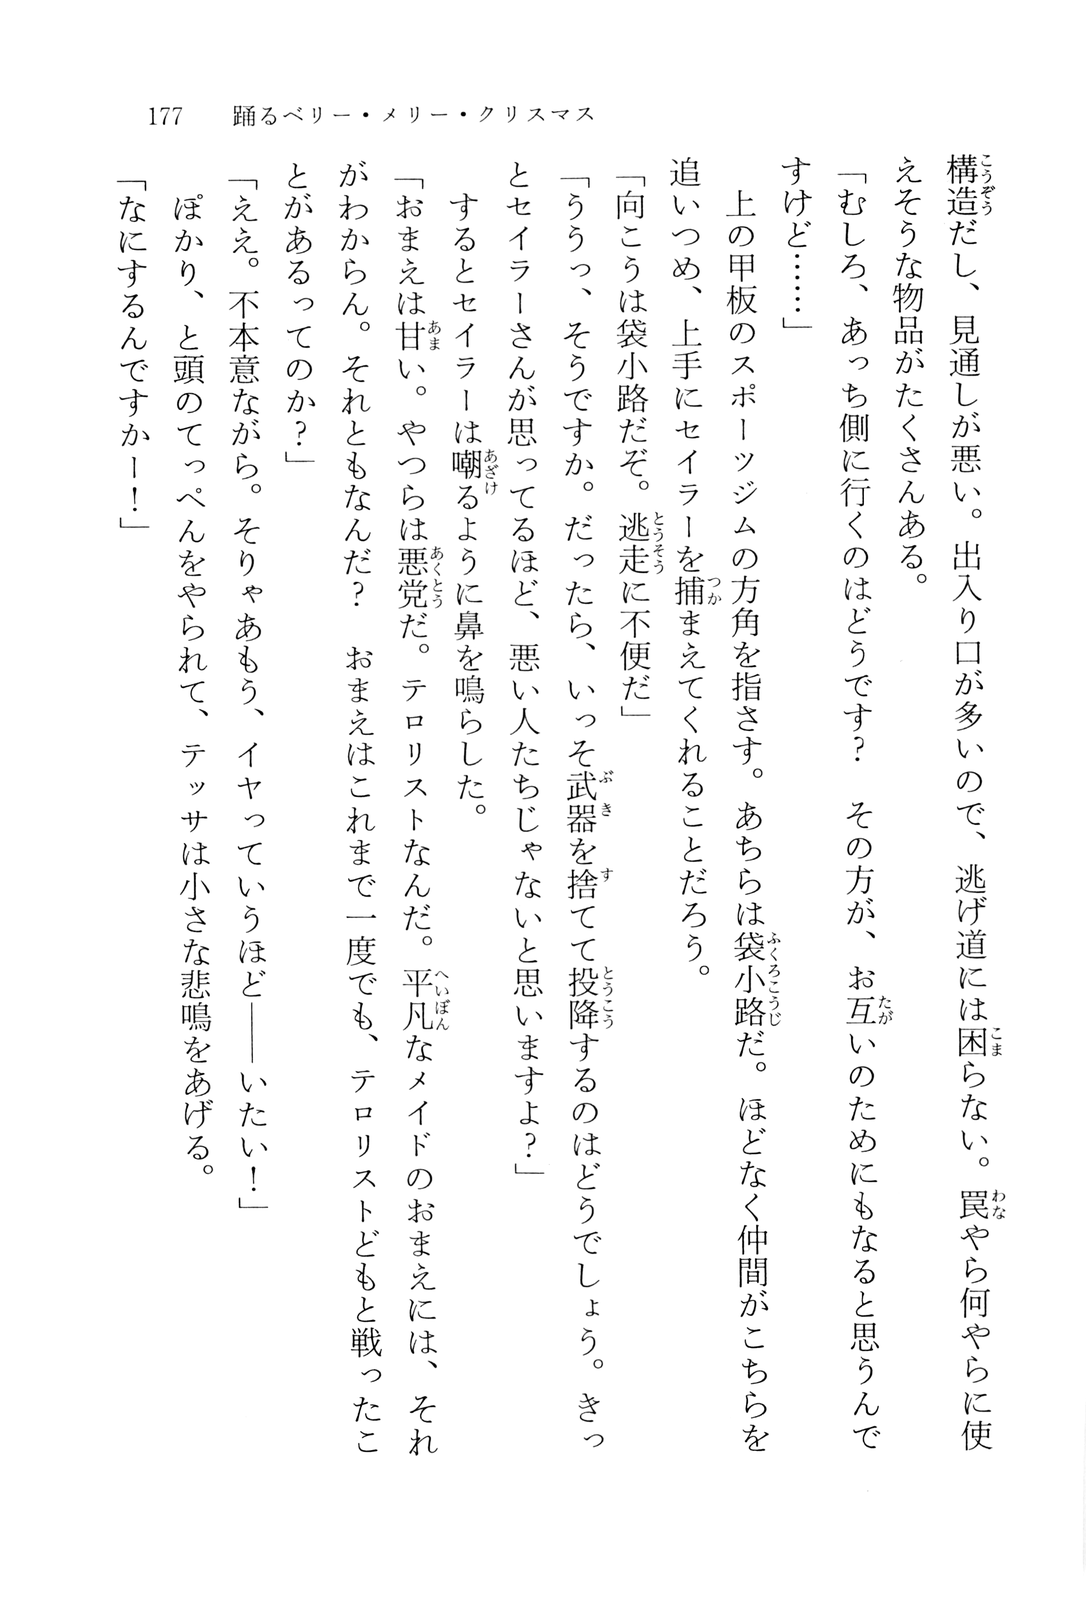 177　踊るベリー・メリー・クリスマス
構造だし、見通しが悪い。出入り口が多いので、逃げ道には困らない。罠やら何やらに使
えそうな物品がたくさんある。
「むしろ、あっち側に行くのはどうです？　その方が、お互いのためにもなると思うんで
すけど……」
　上の甲板のスポーツジムの方角を指さす。あちらは袋小路だ。ほどなく仲間がこちらを
追いつめ、上手にセイラーを捕まえてくれることだろう。
「向こうは袋小路だぞ。逃走に不便だ」
「ううっ、そうですか。だったら、いっそ武器を捨てて投降するのはどうでしょう。きっ
とセイラーさんが思ってるほど、悪い人たちじゃないと思いますよ？」
　するとセイラーは嘲るように鼻を鳴らした。
「おまえは甘い。やつらは悪党だ。テロリストなんだ。平凡なメイドのおまえには、それ
がわからん。それともなんだ？　おまえはこれまで一度でも、テロリストどもと戦ったこ
とがあるってのか？」
「ええ。不本意ながら。そりゃあもう、イヤっていうほど――いたい！」
　ぽかり、と頭のてっぺんをやられて、テッサは小さな悲鳴をあげる。
「なにするんですかー！」